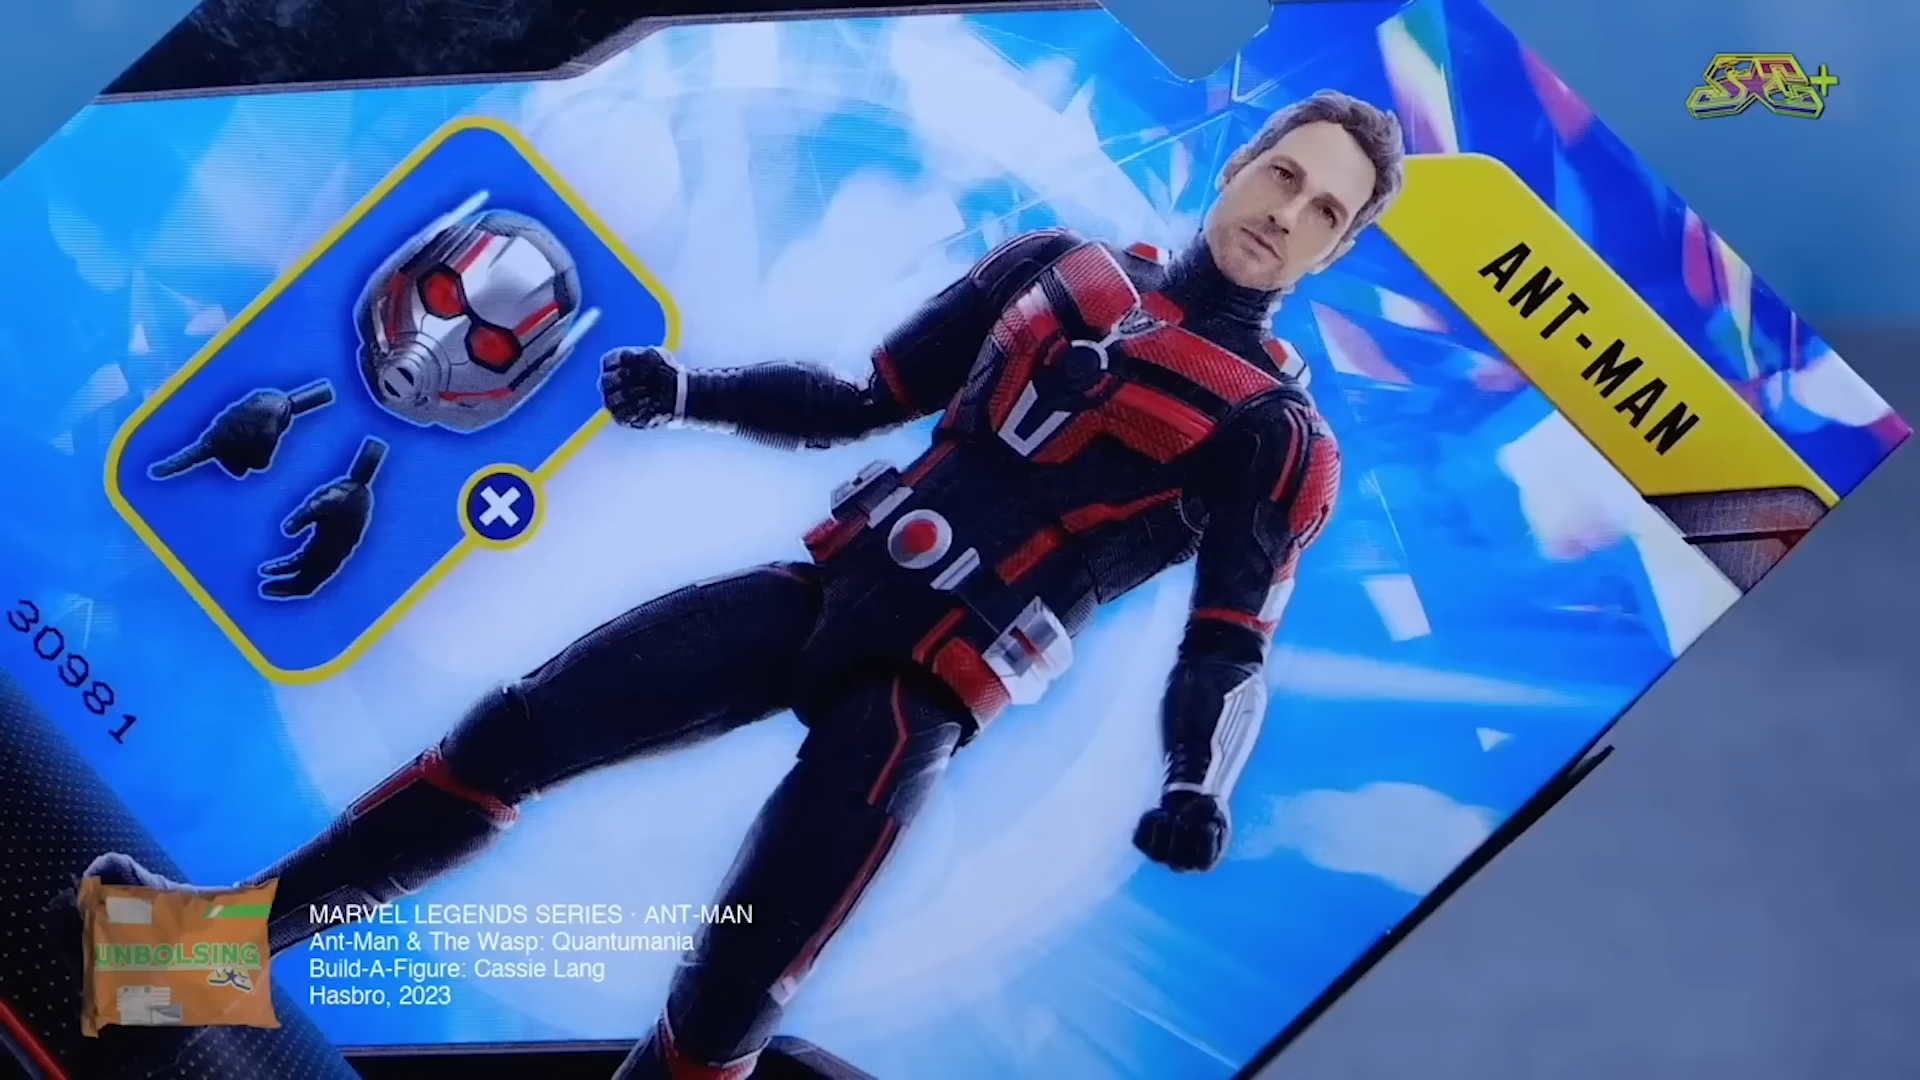 ANT-MAN
30981
UNBOLSING
MARVEL LEGENDS SERIES · ANT-MAN
Ant-Man & The Wasp: Quantumania
Build-A-Figure: Cassie Lang
Hasbro, 2023